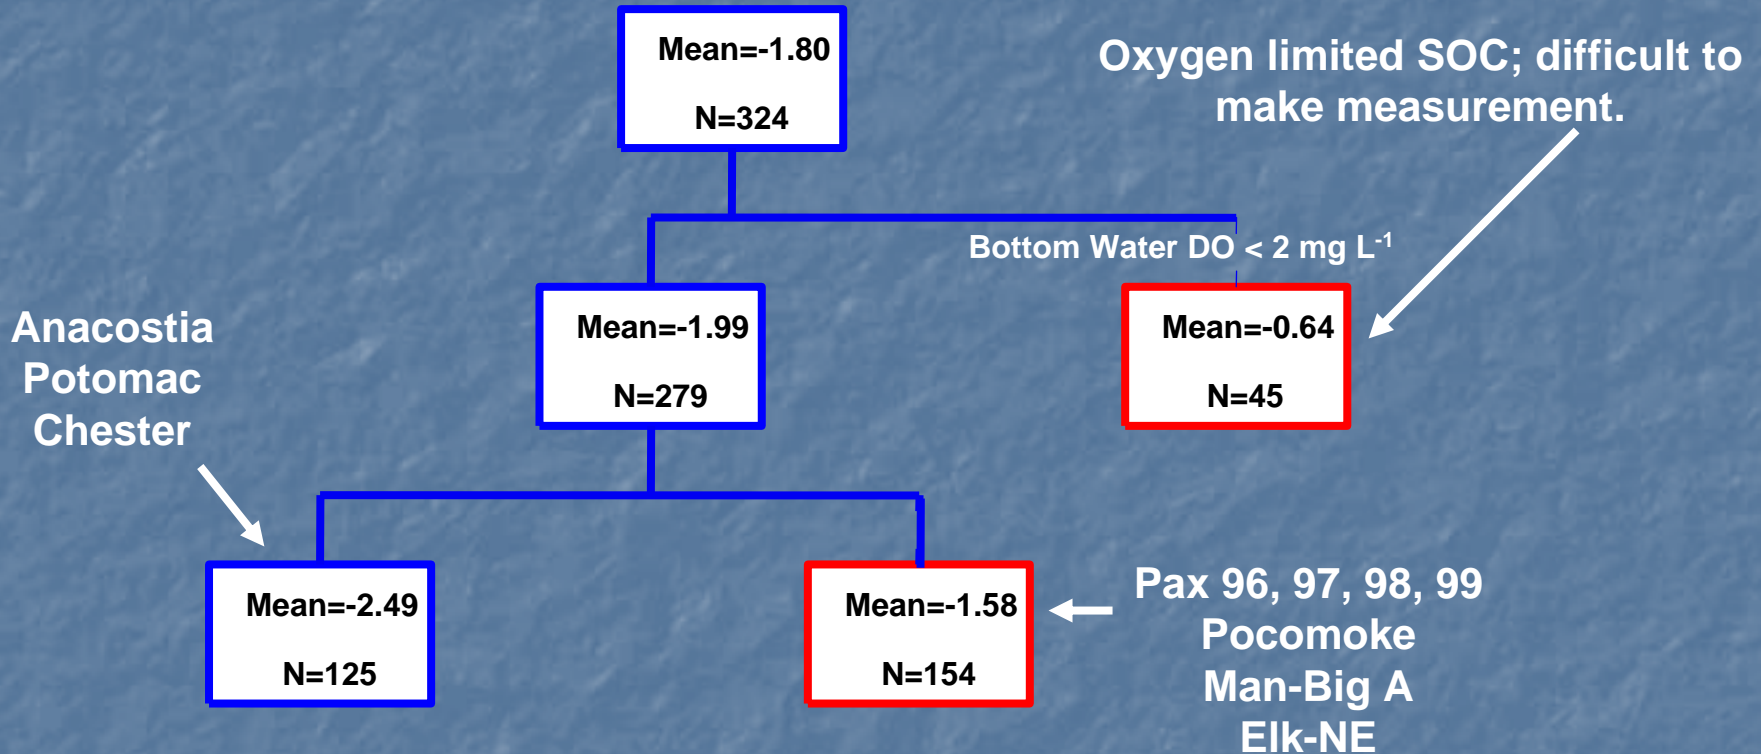 Mean=-1.80
N=324
Oxygen limited SOC; difficult to
make measurement.
Bottom Water DO < 2 mg L⁻¹
Mean=-1.99
N=279
Mean=-0.64
N=45
Anacostia
Potomac
Chester
Mean=-2.49
N=125
Mean=-1.58
N=154
Pax 96, 97, 98, 99
Pocomoke
Man-Big A
Elk-NE